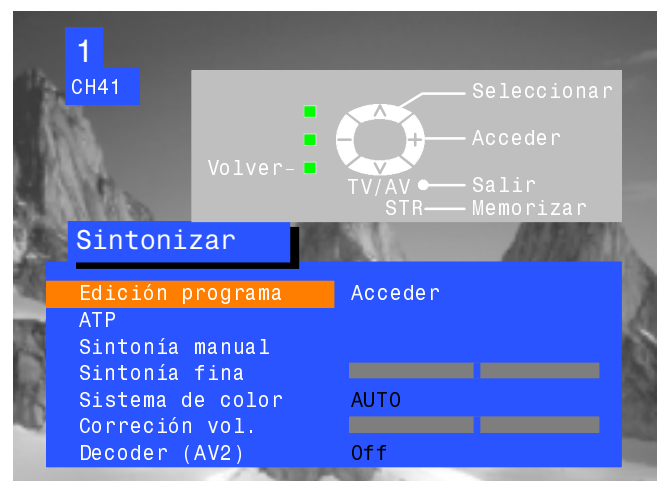 1
CH41
Seleccionar
Acceder
Volver-
TV/AV Salir
STR Memorizar
Sintonizar
Edición programa Acceder
ATP
Sintonía manual
Sintonía fina
Sistema de color AUTO
Correción vol.
Decoder (AV2) Off